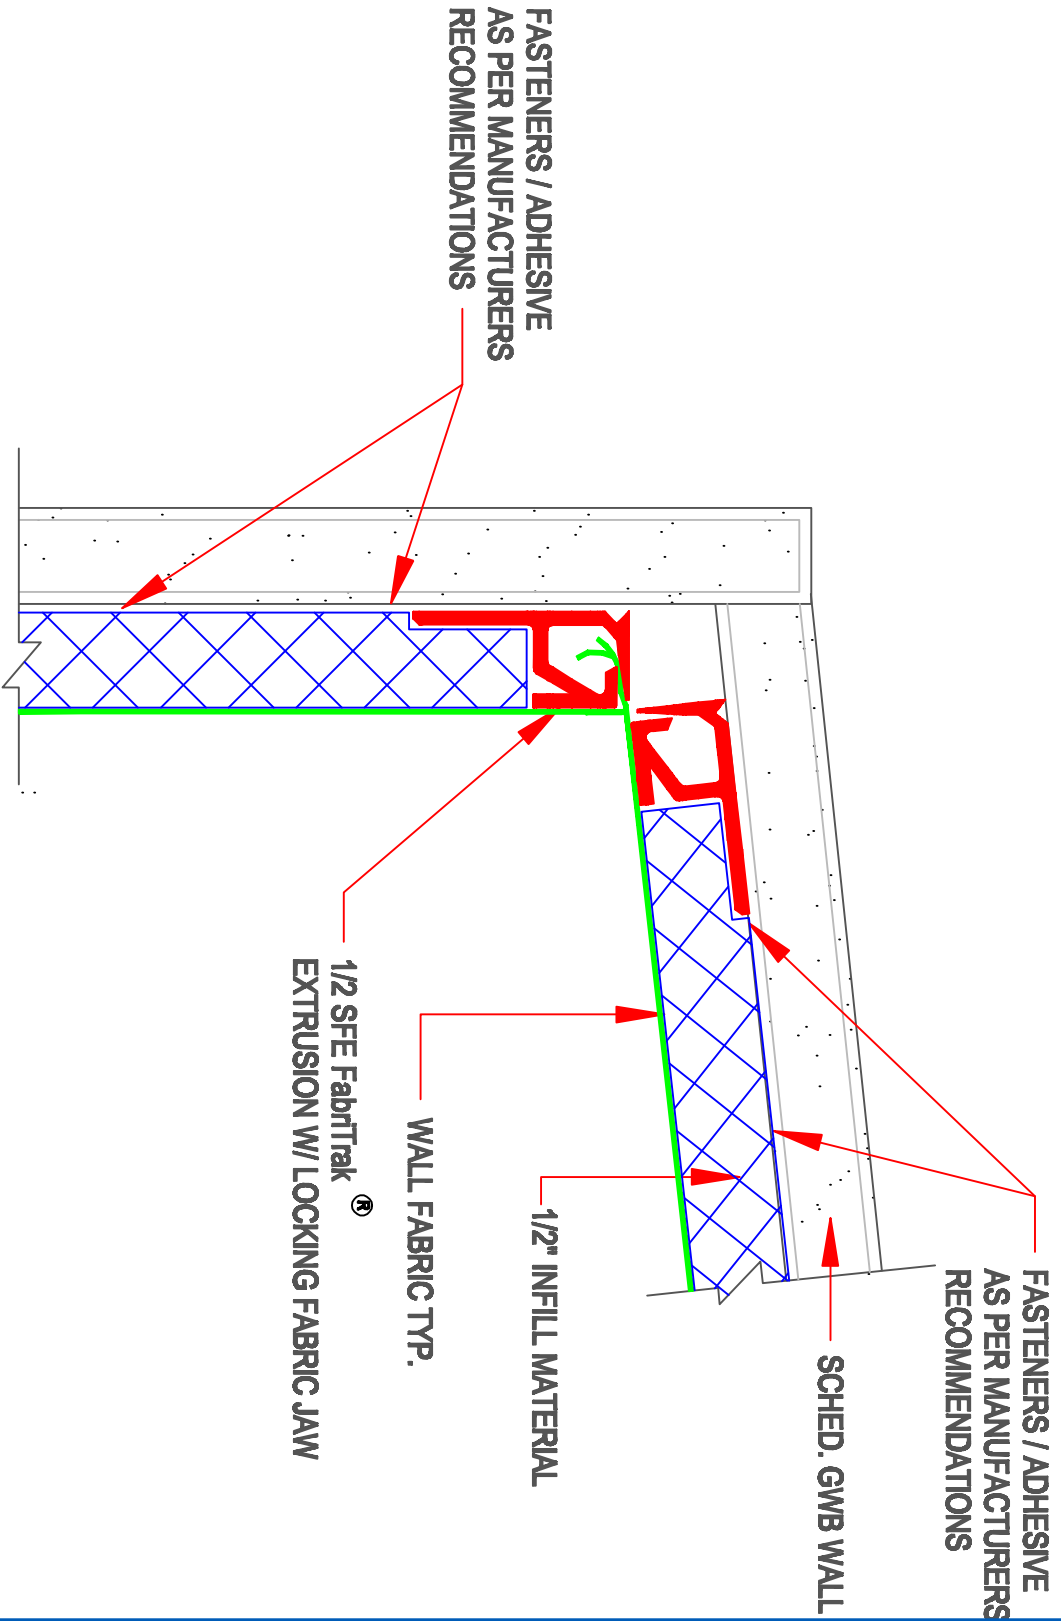 FASTENERS / ADHESIVE
AS PER MANUFACTURERS
RECOMMENDATIONS
FASTENERS / ADHESIVE
AS PER MANUFACTURERS
RECOMMENDATIONS
SCHED. GWB WALL
1/2" INFILL MATERIAL
WALL FABRIC TYP.
1/2 SFE FabriTrak ®
EXTRUSION W/ LOCKING FABRIC JAW